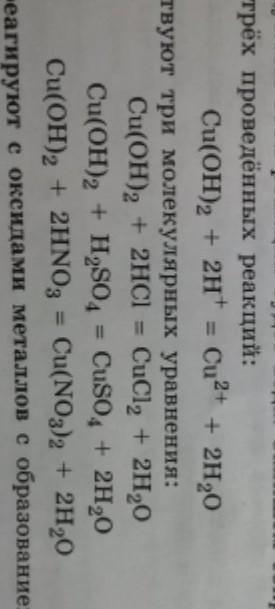 трёх проведённых реакций:
Cu(OH)₂ + 2H⁺ = Cu²⁺ + 2H₂O
три молекулярных уравнения:
Cu(OH)₂ + 2HCl = CuCl₂ + 2H₂O
Cu(OH)₂ + H₂SO₄ = CuSO₄ + 2H₂O
Cu(OH)₂ + 2HNO₃ = Cu(NO₃)₂ + 2H₂O
реагируют с оксидами металлов с образование